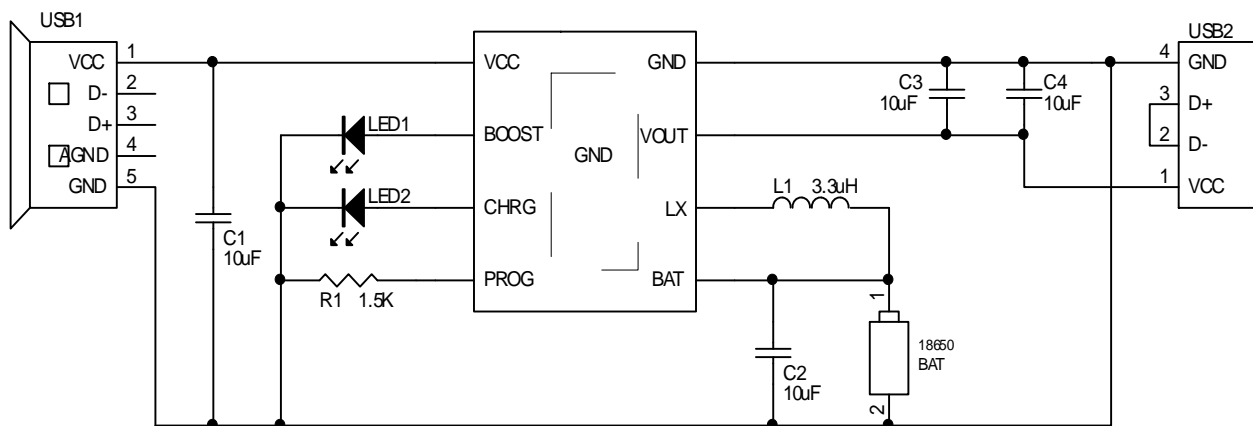 USB1
VCC 1
D- 2
D+ 3
AGND 4
GND 5
C1
10uF
LED1
LED2
R1 1.5K
VCC
BOOST
CHRG
PROG
GND
GND
VOUT
LX
BAT
C3
10uF
C4
10uF
L1 3.3uH
C2
10uF
1
18650
BAT
2
USB2
4 GND
3 D+
2 D-
1 VCC